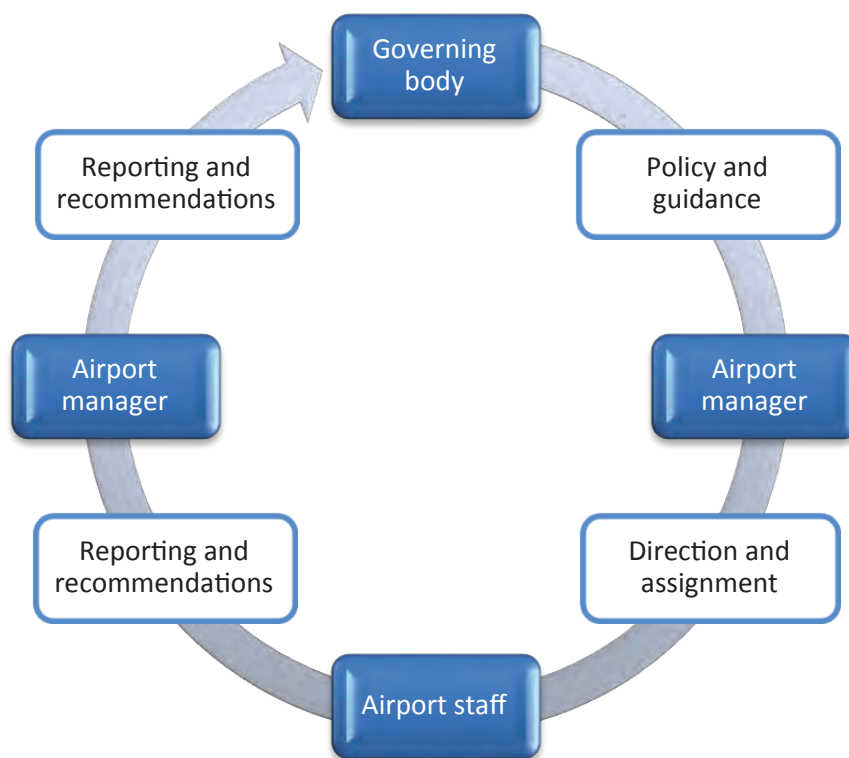 Governing
body
Policy and
guidance
Airport
manager
Direction and
assignment
Airport staff
Reporting and
recommendations
Airport
manager
Reporting and
recommendations